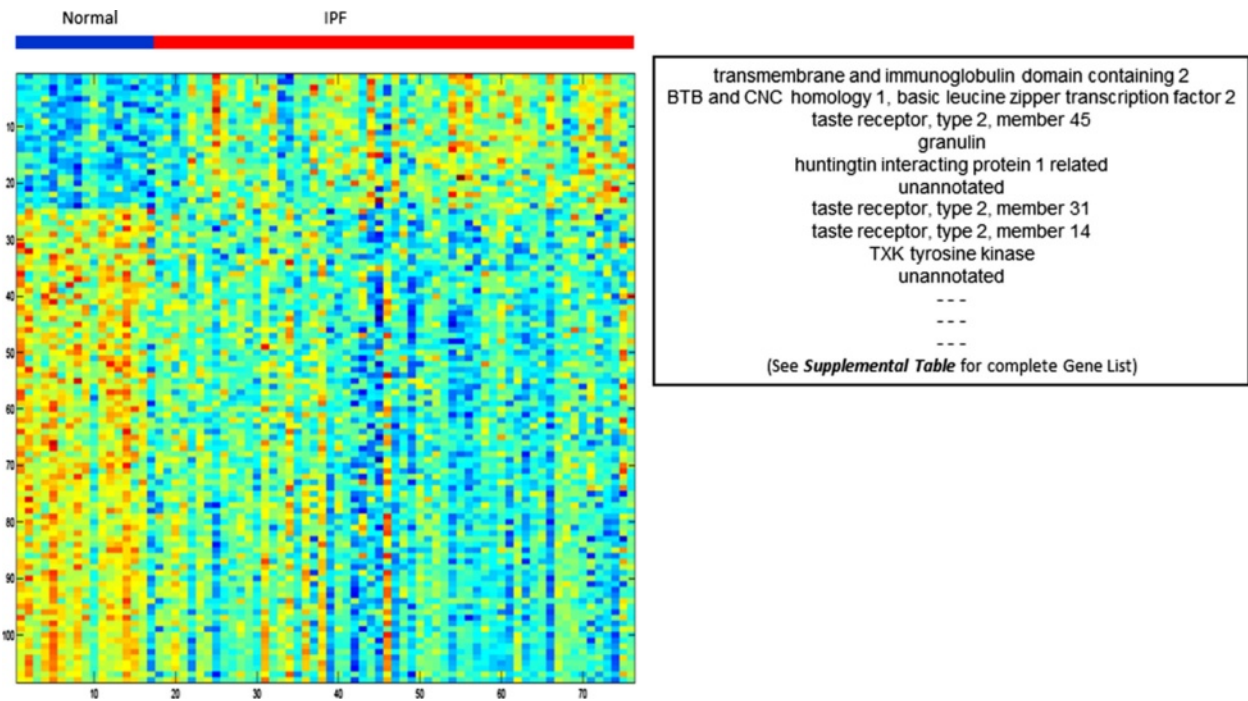 Normal IPF
10
20
30
40
50
60
70
80
90
100
10 20 30 40 50 60 70
transmembrane and immunoglobulin domain containing 2
BTB and CNC homology 1, basic leucine zipper transcription factor 2
taste receptor, type 2, member 45
granulin
huntingtin interacting protein 1 related
unannotated
taste receptor, type 2, member 31
taste receptor, type 2, member 14
TXK tyrosine kinase
unannotated
- - -
- - -
- - -
(See Supplemental Table for complete Gene List)